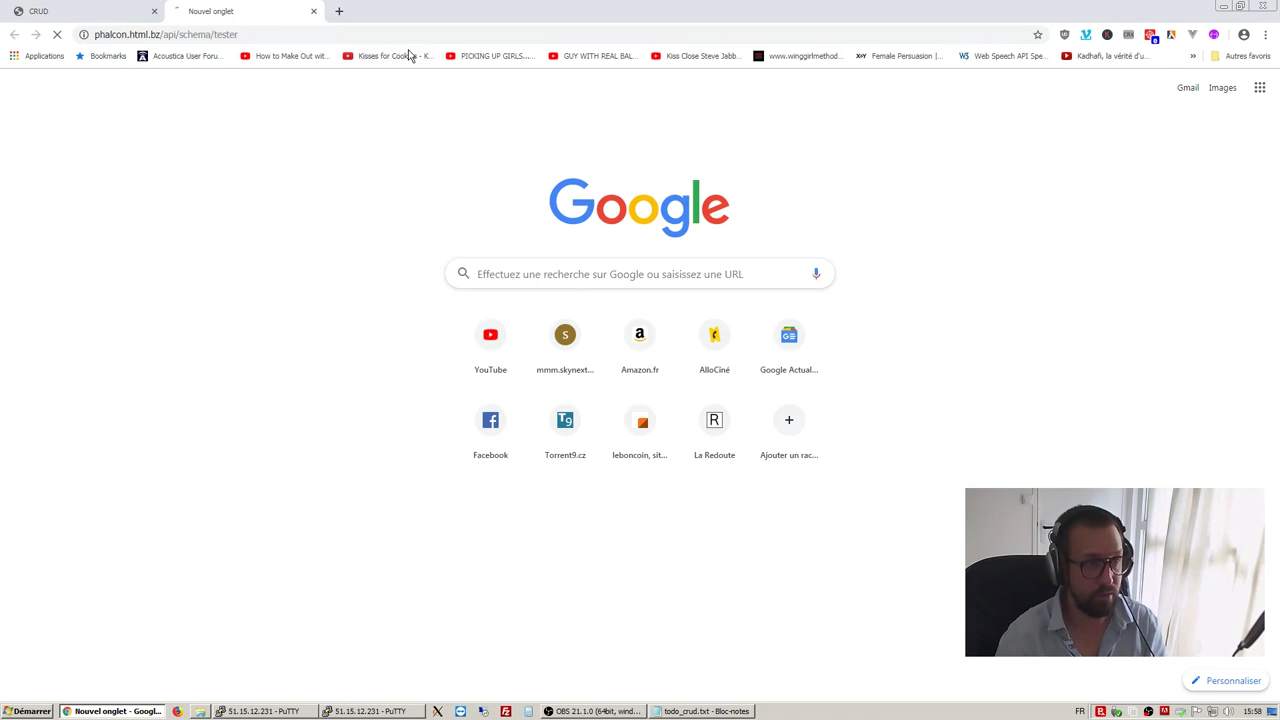 CRUD
Nouvel onglet
phalcon.html.bz/api/schema/tester
Applications
Bookmarks
Acoustica User Foru...
How to Make Out wit...
Kisses for Cook... - K...
PICKING UP GIRLS...
GUY WITH REAL BAL...
Kiss Close Steve Jabb...
www.winggirlmethod...
Female Persuasion |...
Web Speech API Spe...
Kadhafi, la vérité d'u...
Autres favoris
Gmail
Images
Google
Effectuez une recherche sur Google ou saisissez une URL
S
YouTube
mmm.skynext...
Amazon.fr
AlloCiné
Google Actual...
T9
R
Facebook
Torrent9.cz
leboncoin, sit...
La Redoute
Ajouter un rac...
Personnaliser
Démarrer
Nouvel onglet - Googl...
51.15.12.231 - PuTTY
51.15.12.231 - PuTTY
OBS 21.1.0 (64bit, wind...
todo_crud.txt - Bloc-notes
FR
15:58